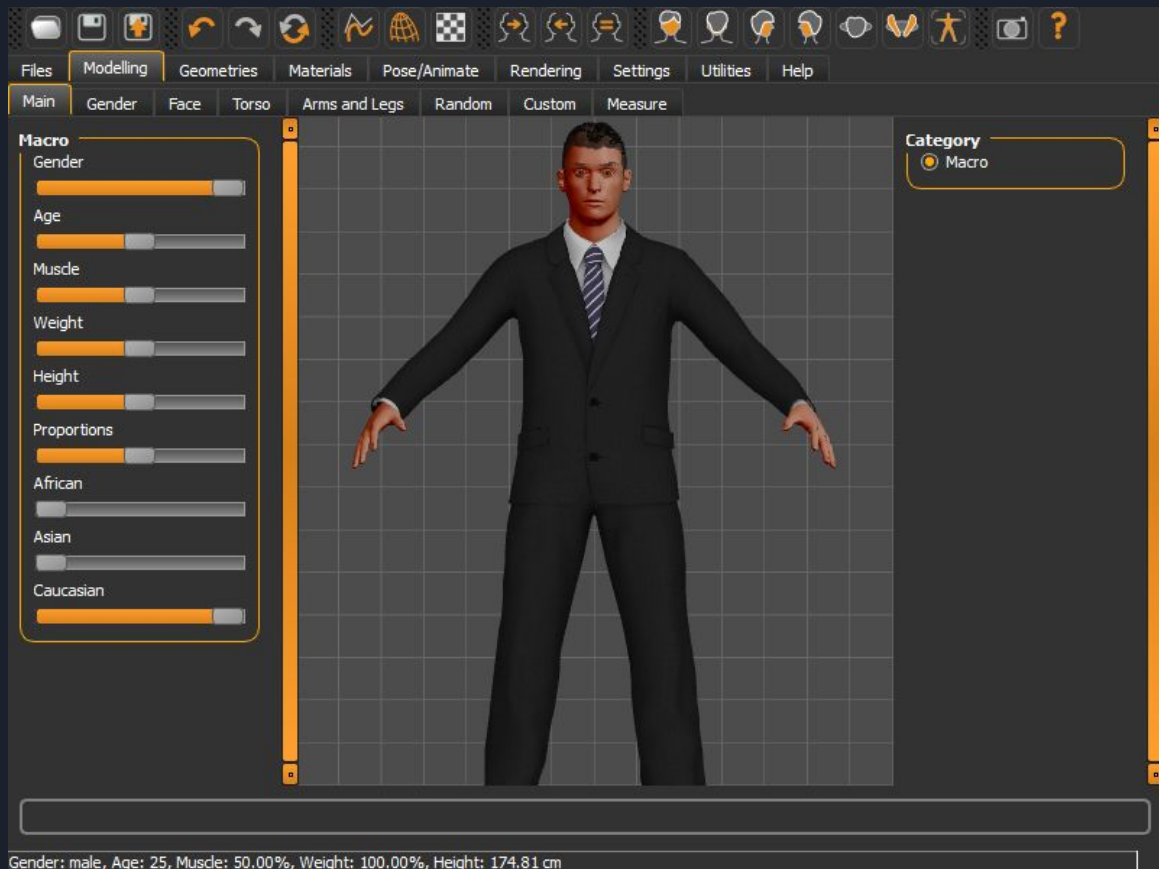 Files Modelling Geometries Materials Pose/Animate Rendering Settings Utilities Help
Main Gender Face Torso Arms and Legs Random Custom Measure
Macro
Gender
Age
Muscle
Weight
Height
Proportions
African
Asian
Caucasian
Category
Macro
Gender: male, Age: 25, Muscle: 50.00%, Weight: 100.00%, Height: 174.81 cm